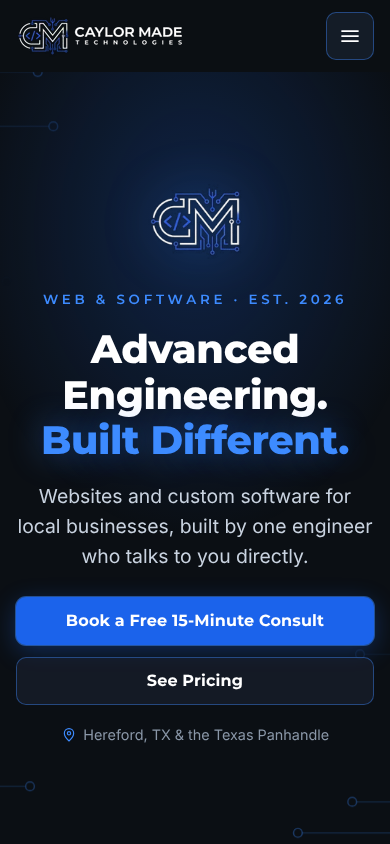 CM CAYLOR MADE
TECHNOLOGIES
CM
WEB & SOFTWARE · EST. 2026
Advanced
Engineering.
Built Different.
Websites and custom software for
local businesses, built by one engineer
who talks to you directly.
Book a Free 15-Minute Consult
See Pricing
Hereford, TX & the Texas Panhandle